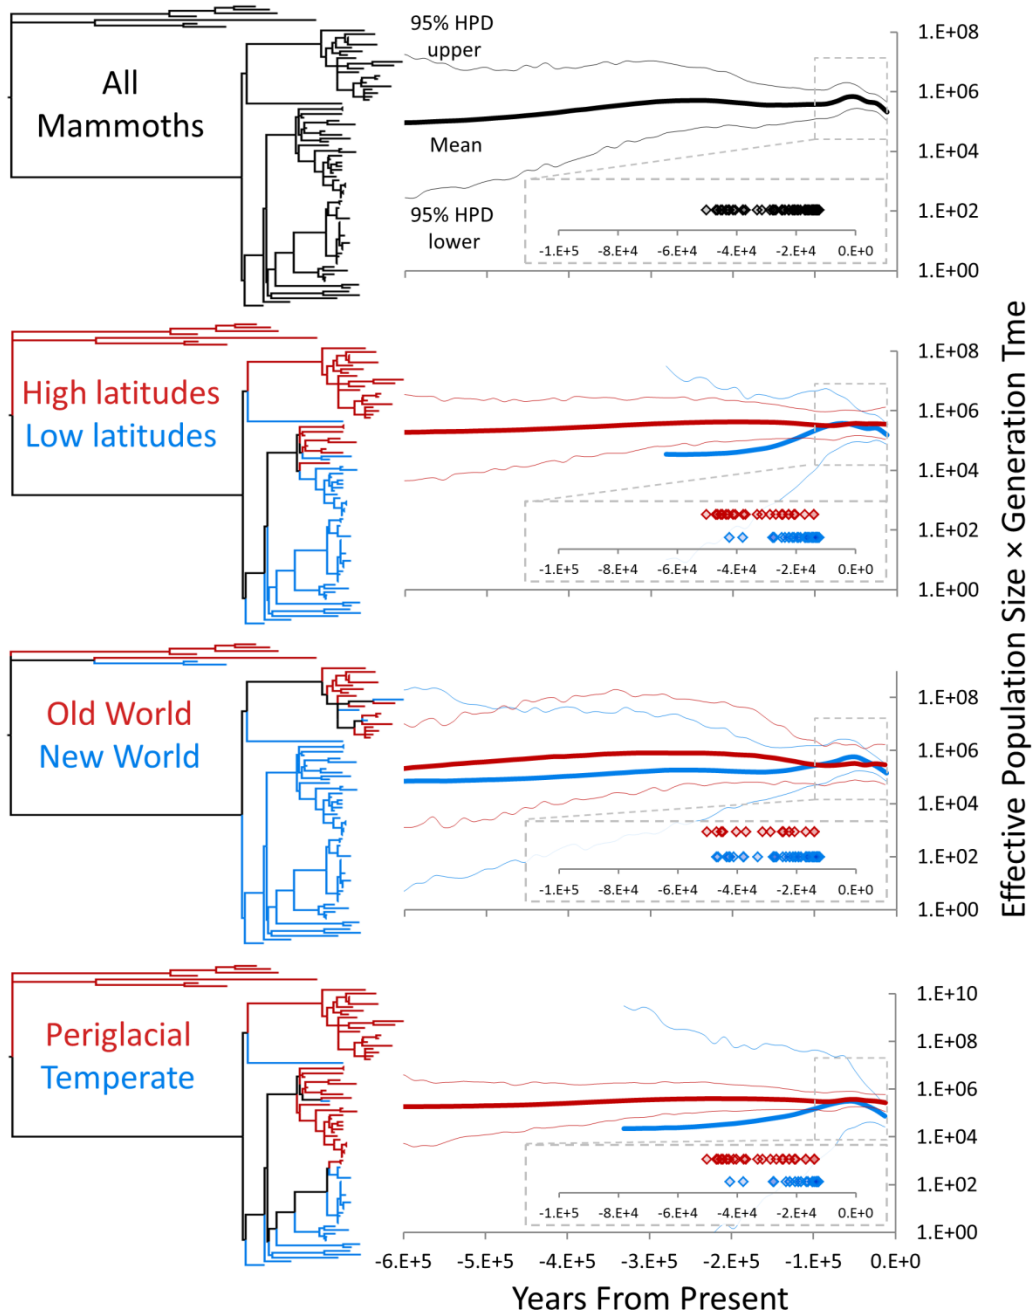 95% HPD
upper
1.E+08
All
Mammoths
1.E+06
Mean
1.E+04
95% HPD
lower
1.E+02
-1.E+5 -8.E+4 -6.E+4 -4.E+4 -2.E+4 0.E+0
1.E+00
High latitudes
Low latitudes
1.E+08
1.E+06
1.E+04
1.E+02
-1.E+5 -8.E+4 -6.E+4 -4.E+4 -2.E+4 0.E+0
1.E+00
Old World
New World
1.E+08
1.E+06
1.E+04
1.E+02
-1.E+5 -8.E+4 -6.E+4 -4.E+4 -2.E+4 0.E+0
1.E+00
Periglacial
Temperate
1.E+10
1.E+08
1.E+06
1.E+04
1.E+02
-1.E+5 -8.E+4 -6.E+4 -4.E+4 -2.E+4 0.E+0
1.E+00
-6.E+5 -5.E+5 -4.E+5 -3.E+5 -2.E+5 -1.E+5 0.E+0
Years From Present
Effective Population Size × Generation Tme